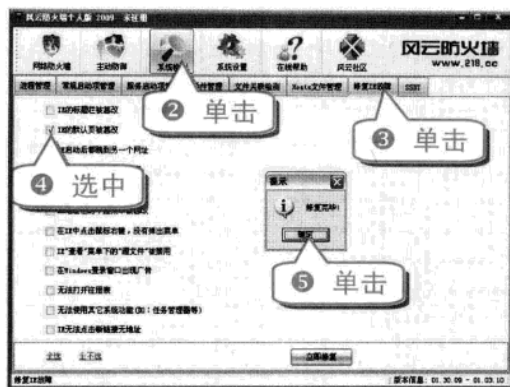 风云防火墙个人版 2009 未注册
网络防火墙 主动防御 系统设置 在线帮助 风云社区
风云防火墙
www.218.cc
进程管理 常规启动项管理 服务启动项 文件关联检测 Hosts文件管理 修复IE故障 SSDT
❷ 单击
❸ 单击
IE的标题栏被篡改
IE的默认页被篡改
IE启动后都跳到另一个网址
❹ 选中
提示
修复完毕!
确定
❺ 单击
在IE中点击鼠标右键，没有弹出菜单
IE"查看"菜单下的"源文件"被禁用
在Windows登录窗口出现广告
无法打开注册表
无法使用其它系统功能(如：任务管理器等)
IE无法点击新链接无地址
全选 全不选 立即修复
修复IE故障 版本信息: 01.30.09 - 01.03.10